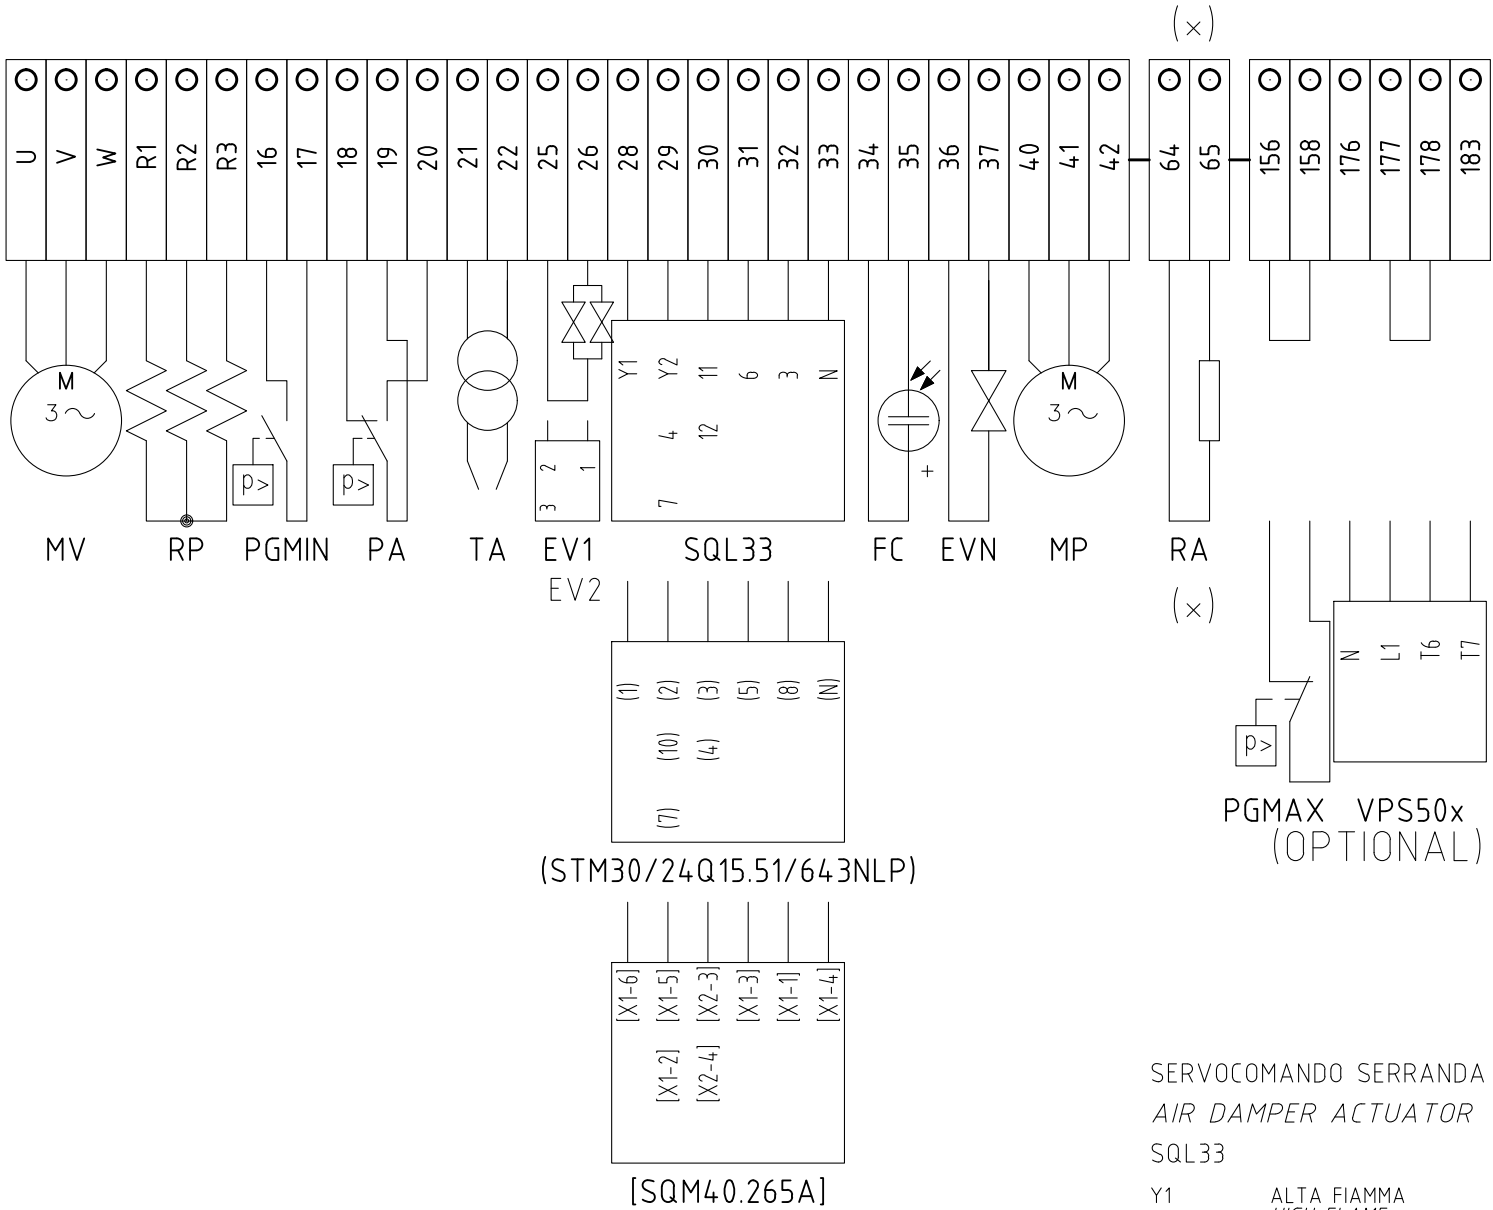 (x)
U V W R1 R2 R3 16 17 18 19 20 21 22 25 26 28 29 30 31 32 33 34 35 36 37 40 41 42 64 65 156 158 176 177 178 183
Y1 Y2 11 6 3 N
M M
3~ 3~
4 12
+
p> p> 2 1
3 7
MV RP PGMIN PA TA EV1 SQL33 FC EVN MP RA
EV2 (x)
N L1 T6 T7
(1) (2) (3) (5) (8) (N)
(10) (4)
p>
(7)
PGMAX VPS50x
(OPTIONAL)
(STM30/24Q15.51/643NLP)
[X1-6] [X1-5] [X2-3] [X1-3] [X1-1] [X1-4]
[X1-2] [X2-4]
SERVOCOMANDO SERRANDA
AIR DAMPER ACTUATOR
SQL33
[SQM40.265A]
Y1 ALTA FIAMMA
HIGH FLAME